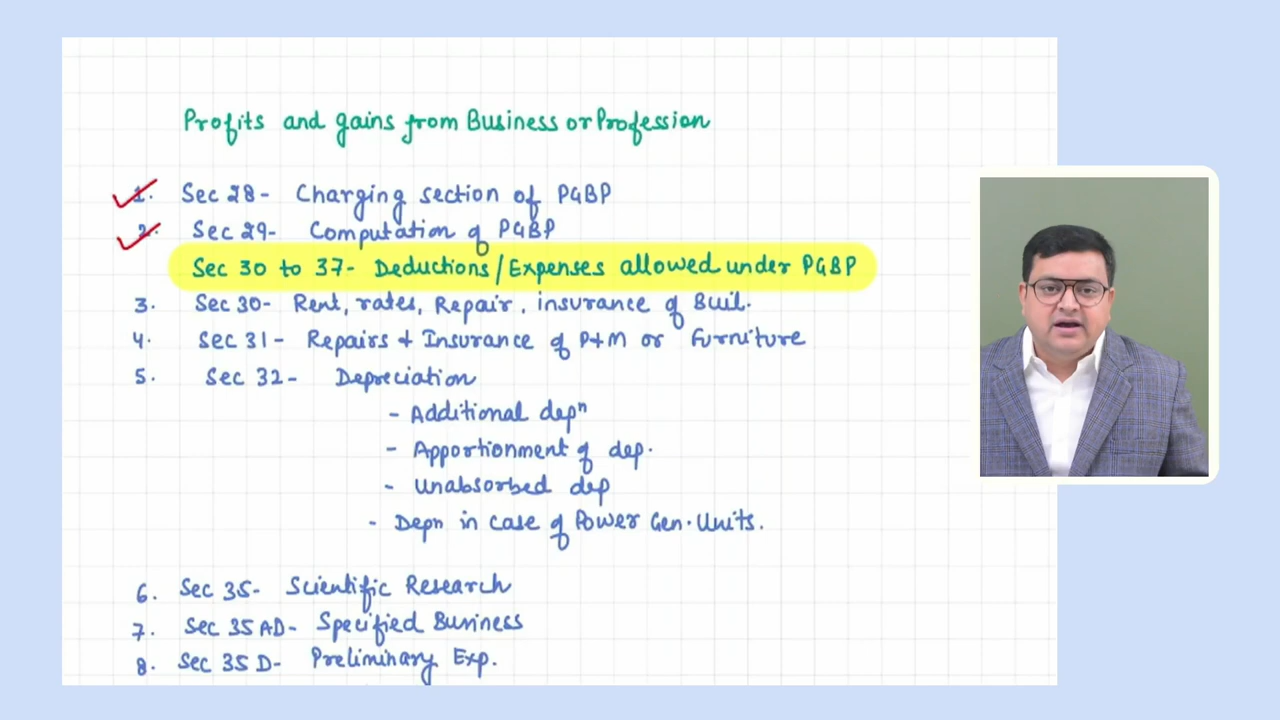 Profits and gains from Business or Profession
1. Sec 28- Charging section of PGBP
2. Sec 29- Computation of PGBP
Sec 30 to 37- Deductions/Expenses allowed under PGBP
3. Sec 30- Rent, rates, Repair, insurance of Buil.
4. Sec 31- Repairs + Insurance of P+M or Furniture
5. Sec 32- Depreciation
- Additional depⁿ
- Apportionment of dep.
- Unabsorbed dep
- Depn in case of Power Gen. Units.
6. Sec 35- Scientific Research
7. Sec 35 AD- Specified Business
8. Sec 35 D- Preliminary Exp.